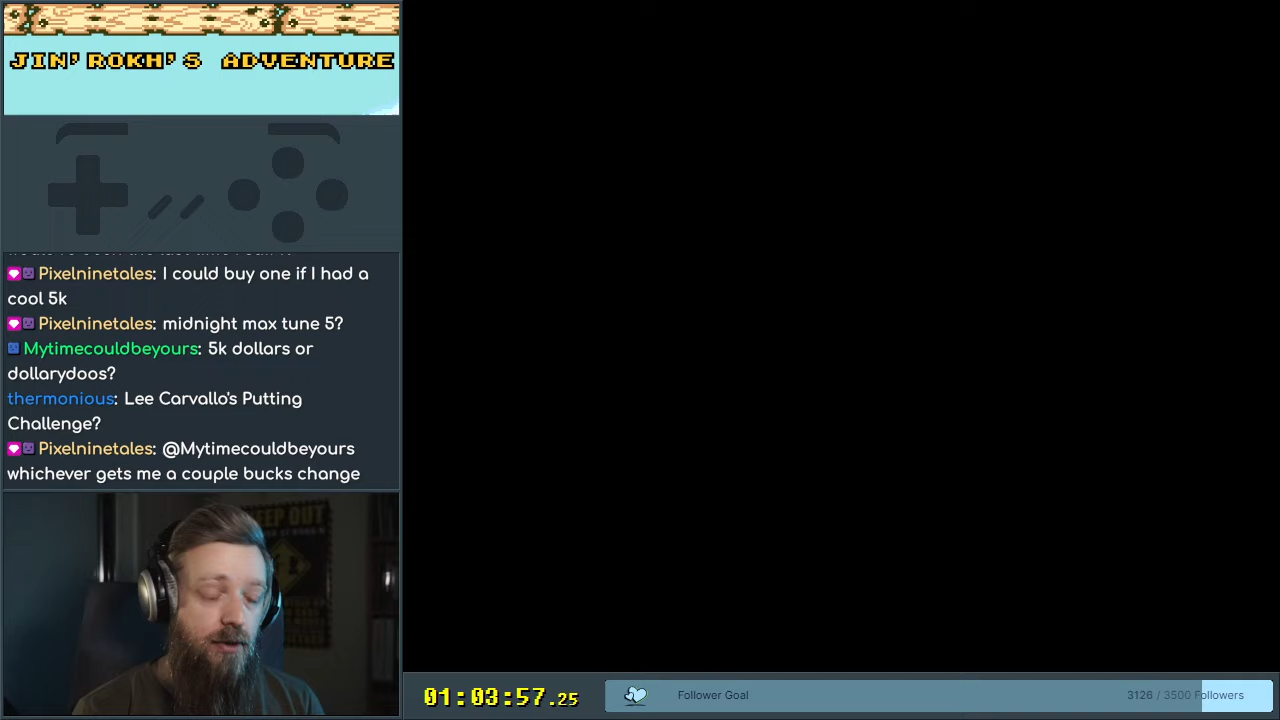 JIN'ROKH'S ADVENTURE
Pixelninetales: I could buy one if I had a
cool 5k
Pixelninetales: midnight max tune 5?
Mytimecouldbeyours: 5k dollars or
dollarydoos?
thermonious: Lee Carvallo's Putting
Challenge?
Pixelninetales: @Mytimecouldbeyours
whichever gets me a couple bucks change
KEEP OUT
01:03:57.25
Follower Goal
3126 / 3500 Followers